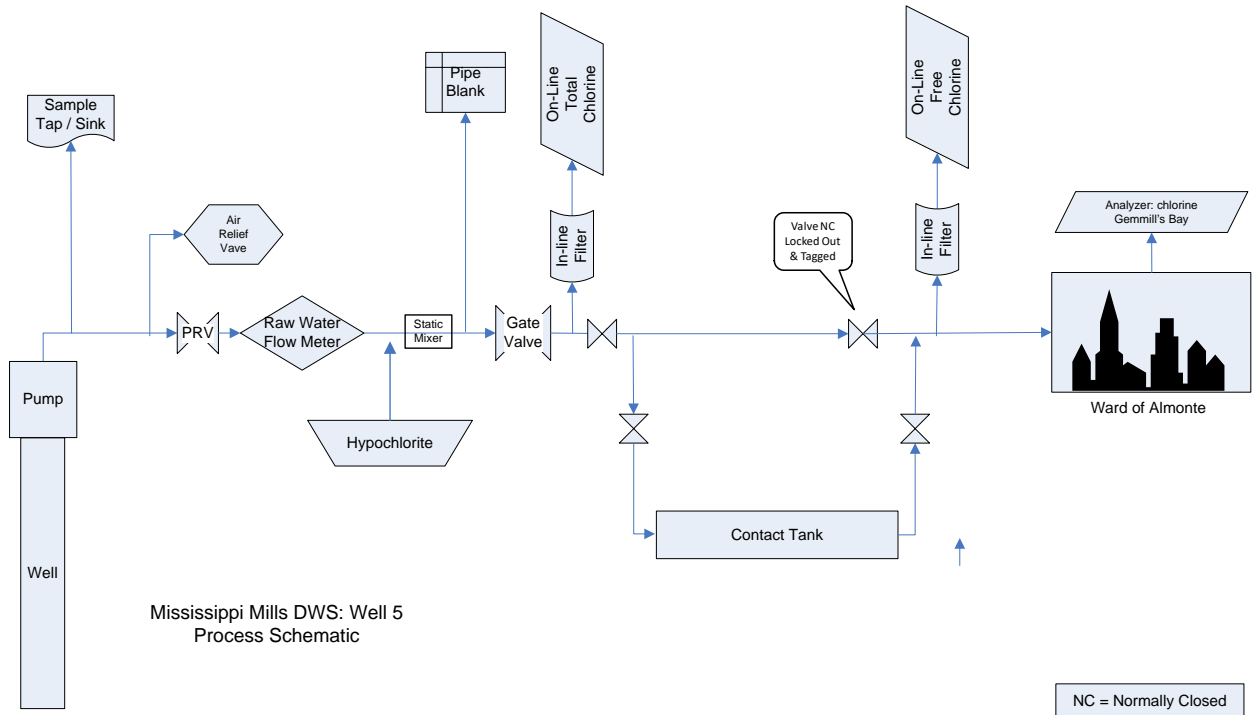 Sample
Tap / Sink
Pipe
Blank
On-Line
Total
Chlorine
On-Line
Free
Chlorine
Air
Relief
Vave
In-line
Filter
Valve NC
Locked Out
& Tagged
In-line
Filter
Analyzer: chlorine
Gemmill's Bay
PRV
Raw Water
Flow Meter
Static
Mixer
Gate
Valve
Pump
Hypochlorite
Ward of Almonte
Contact Tank
Well
Mississippi Mills DWS: Well 5
Process Schematic
NC = Normally Closed